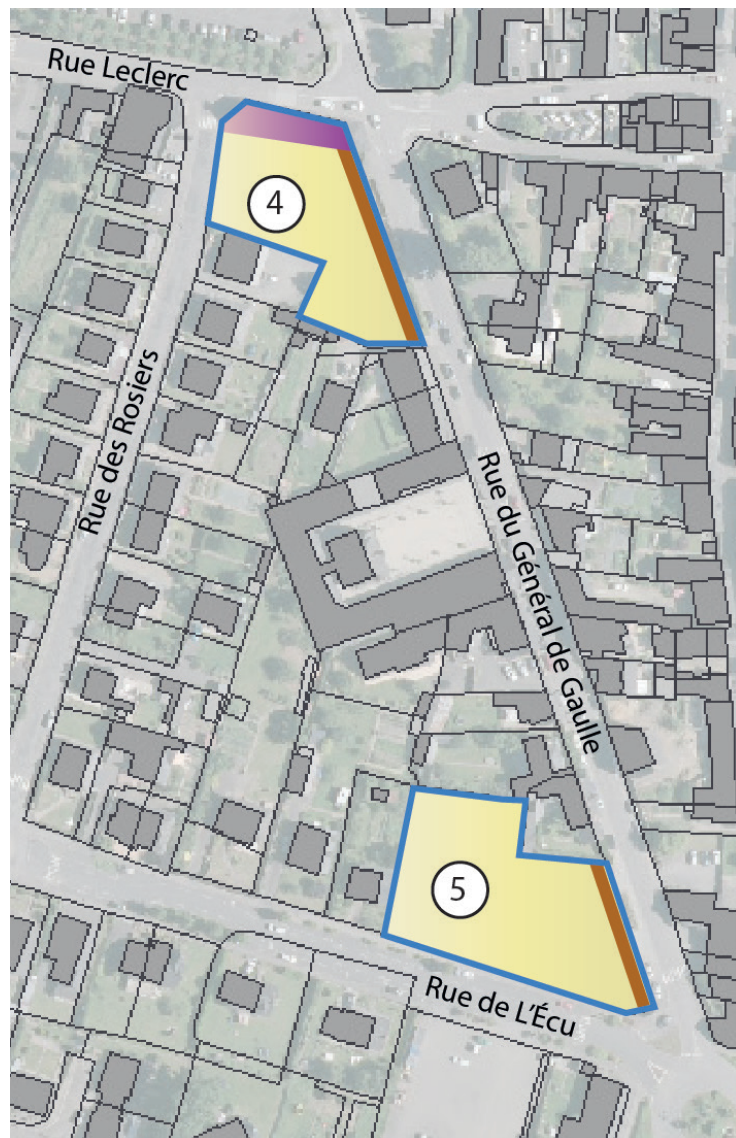 Rue Leclerc
4
Rue des Rosiers
Rue du Général de Gaulle
5
Rue de L'Écu